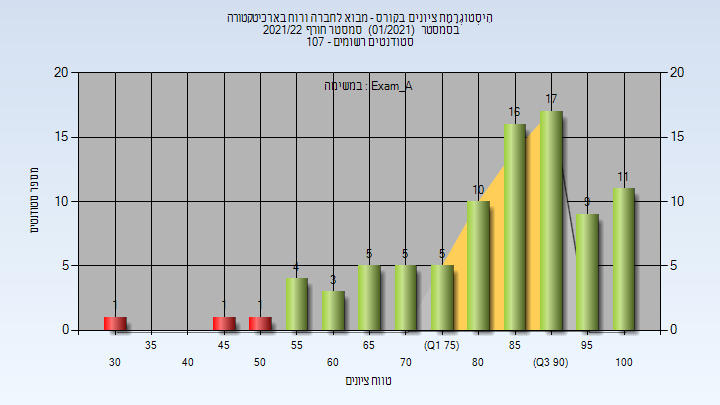 הִיסְטוֹגְרַמַּת ציונים בקורס - מבוא לחברה ורוח בארכיטקטורה
בסמסטר (01/2021) סמסטר חורף 2021/22
סטודנטים רשומים - 107
במשימה : Exam_A
20 20
15 15
10 10
5 5
0 0
מספר סטודנטים
1 1 1 4 3 5 5 5 10 16 17 9 11
35 45 55 65 (Q1 75) 85 95
30 40 50 60 70 80 (Q3 90) 100
טווח ציונים